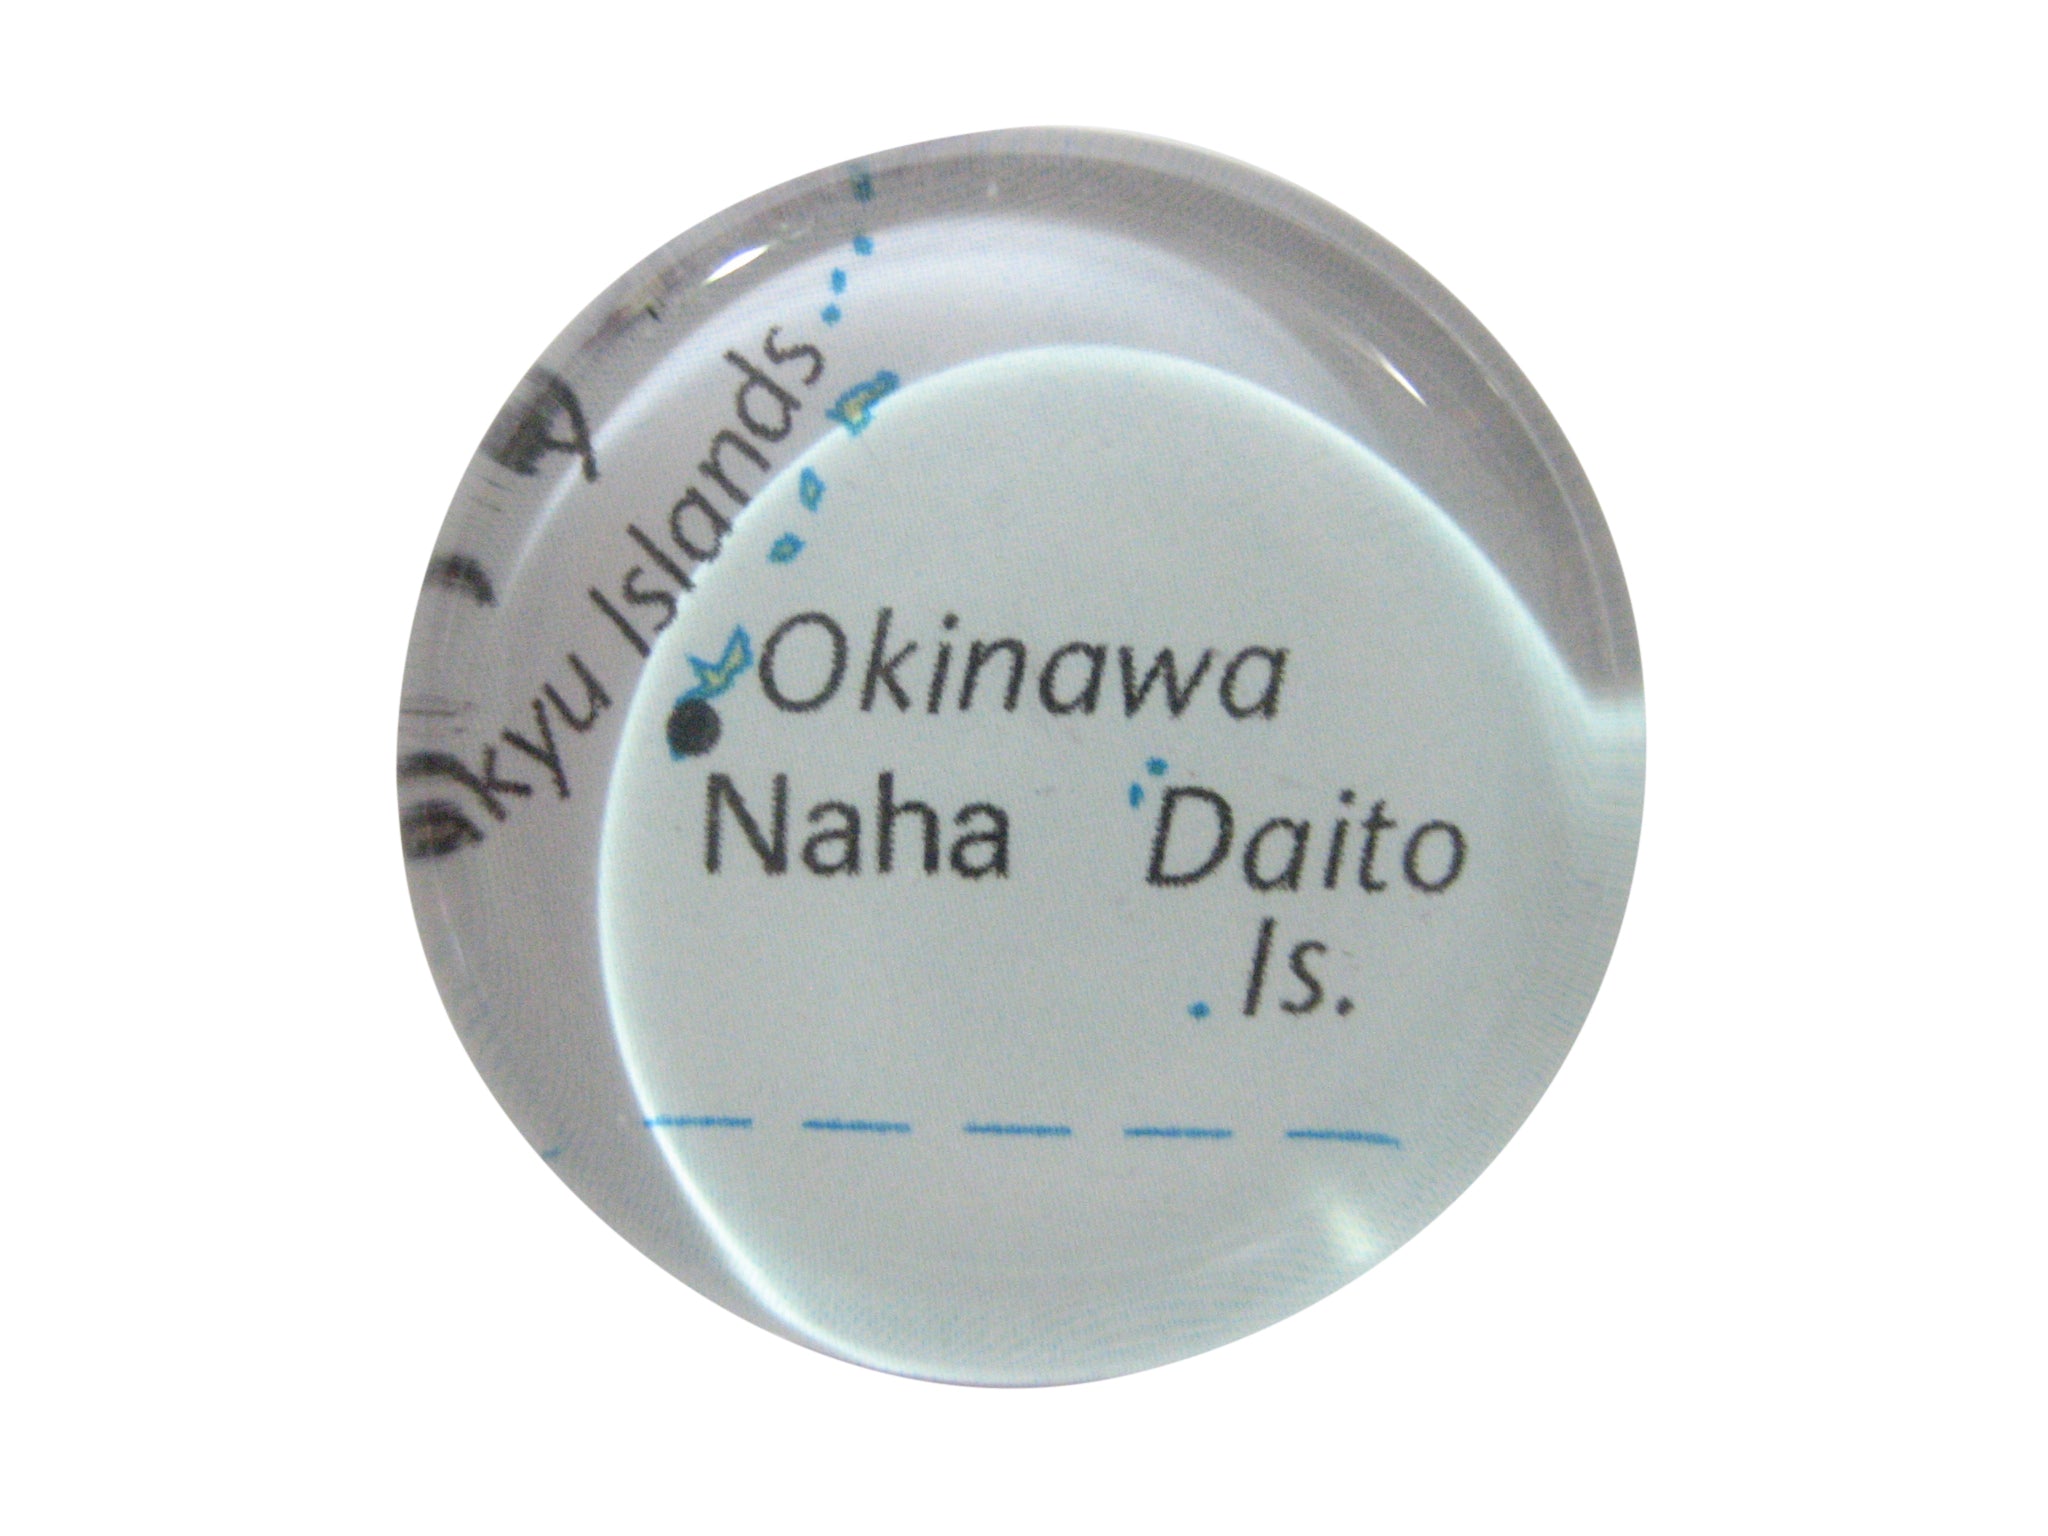 kyu Islands
Okinawa
Naha
Daito
Is.